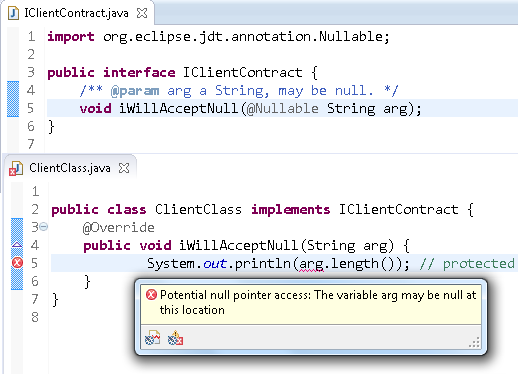 IClientContract.java
1 import org.eclipse.jdt.annotation.Nullable;
2
3 public interface IClientContract {
4 /** @param arg a String, may be null. */
5 void iWillAcceptNull(@Nullable String arg);
6 }
7
ClientClass.java
1
2 public class ClientClass implements IClientContract {
3 @Override
4 public void iWillAcceptNull(String arg) {
5 System.out.println(arg.length()); // protected
6 }
7 }
8
Potential null pointer access: The variable arg may be null at
this location